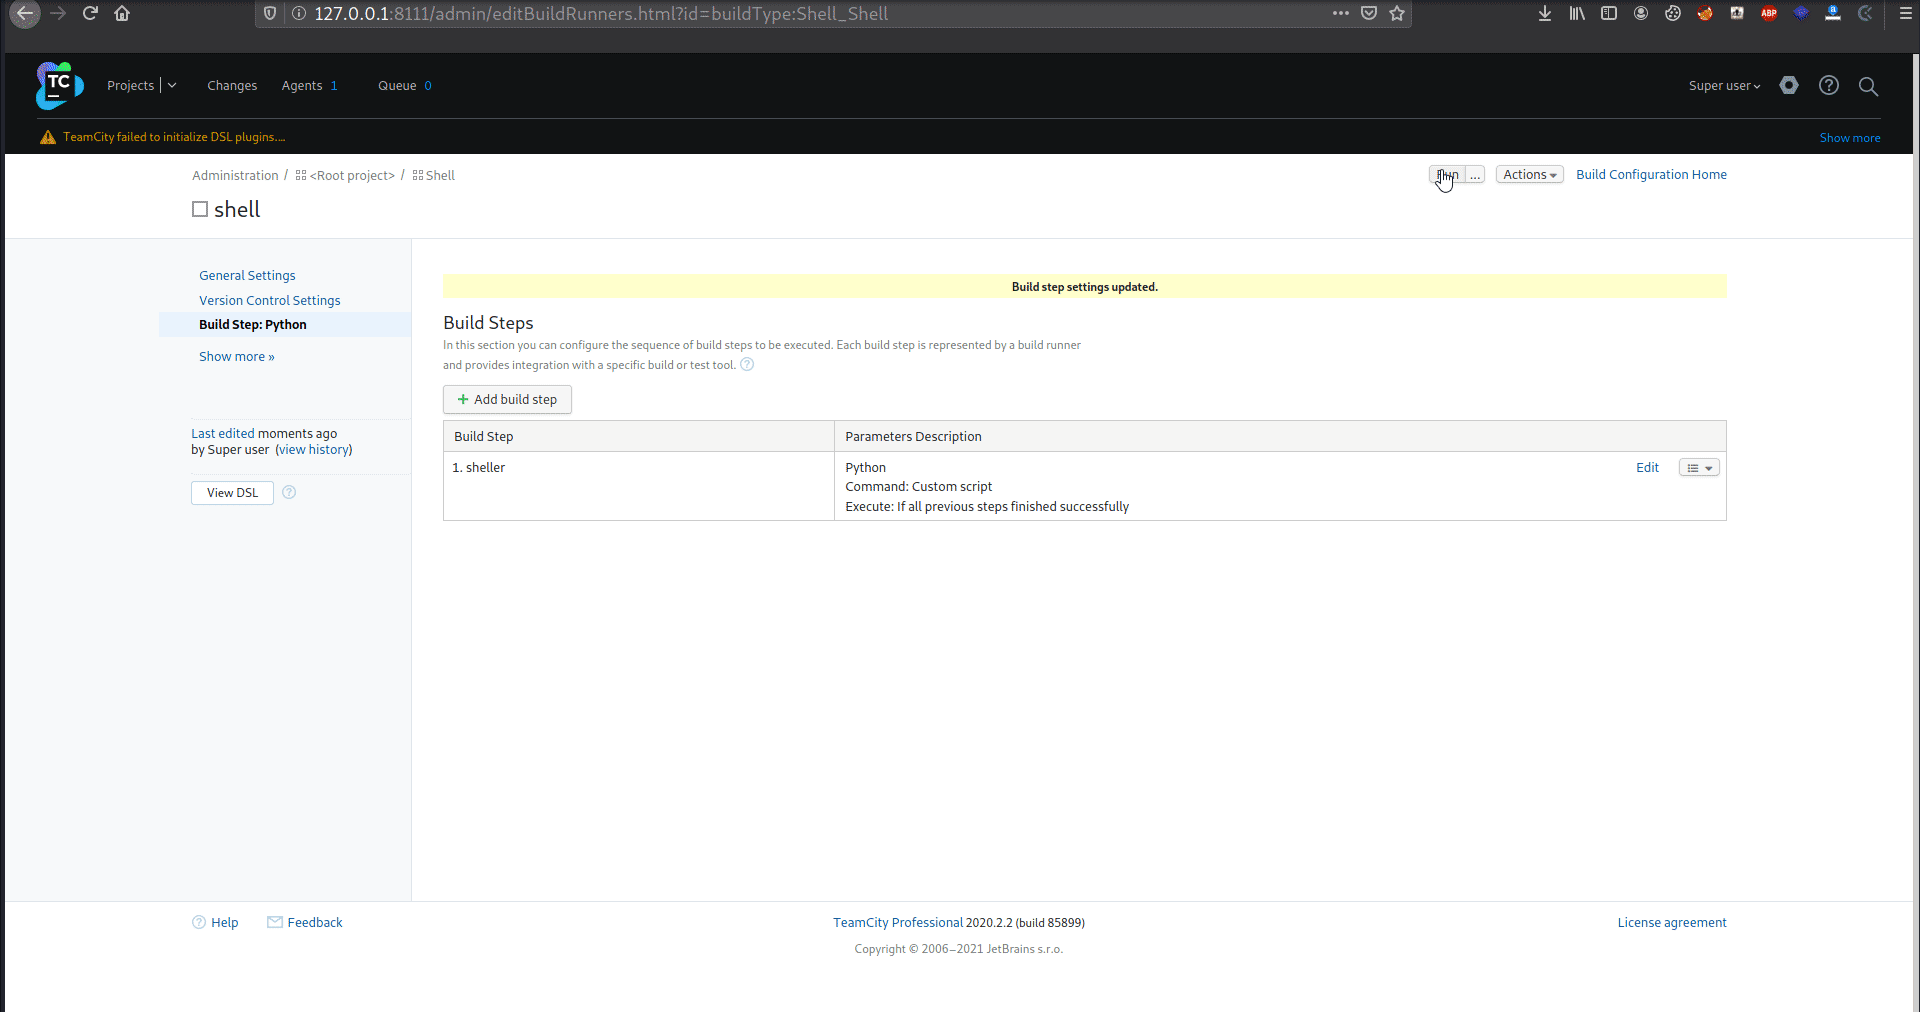 127.0.0.1:8111/admin/editBuildRunners.html?id=buildType:Shell_Shell
ABP
TC
Projects
Changes
Agents 1
Queue 0
Super user
TeamCity failed to initialize DSL plugins....
Show more
Administration / <Root project> / Shell
...
Actions
Build Configuration Home
shell
General Settings
Version Control Settings
Build Step: Python
Show more »
Last edited moments ago
by Super user (view history)
View DSL
Build step settings updated.
Build Steps
In this section you can configure the sequence of build steps to be executed. Each build step is represented by a build runner
and provides integration with a specific build or test tool.
+ Add build step
Build Step
Parameters Description
1. sheller
Python
Command: Custom script
Execute: If all previous steps finished successfully
Edit
Help
Feedback
TeamCity Professional 2020.2.2 (build 85899)
Copyright © 2006–2021 JetBrains s.r.o.
License agreement